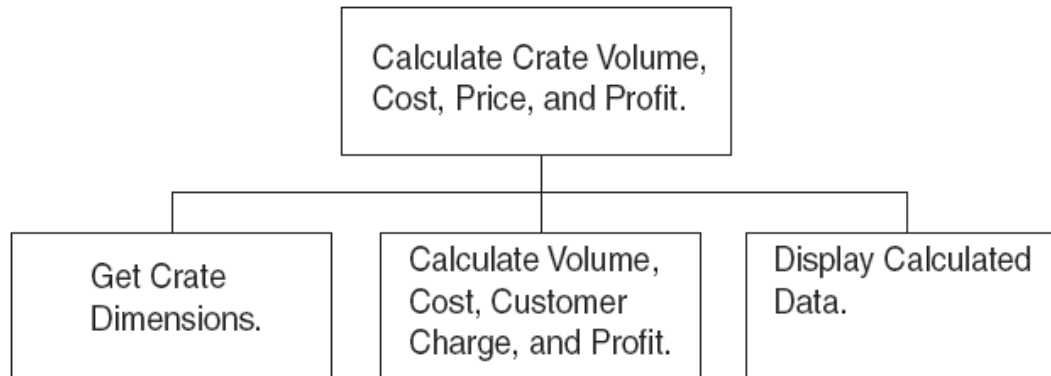 Calculate Crate Volume,
Cost, Price, and Profit.
Get Crate
Dimensions.
Calculate Volume,
Cost, Customer
Charge, and Profit.
Display Calculated
Data.